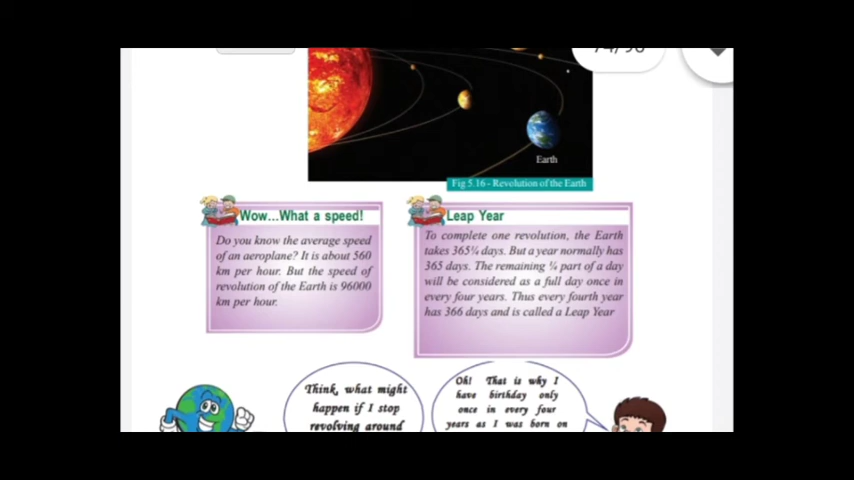 74/90
Earth
Fig 5.16 - Revolution of the Earth
Wow...What a speed!
Do you know the average speed
of an aeroplane? It is about 560
km per hour. But the speed of
revolution of the Earth is 96000
km per hour.
Leap Year
To complete one revolution, the Earth
takes 365¼ days. But a year normally has
365 days. The remaining ¼ part of a day
will be considered as a full day once in
every four years. Thus every fourth year
has 366 days and is called a Leap Year
Think, what might
happen if I stop
revolving around
Oh! That is why I
have birthday only
once in every four
years as I was born on